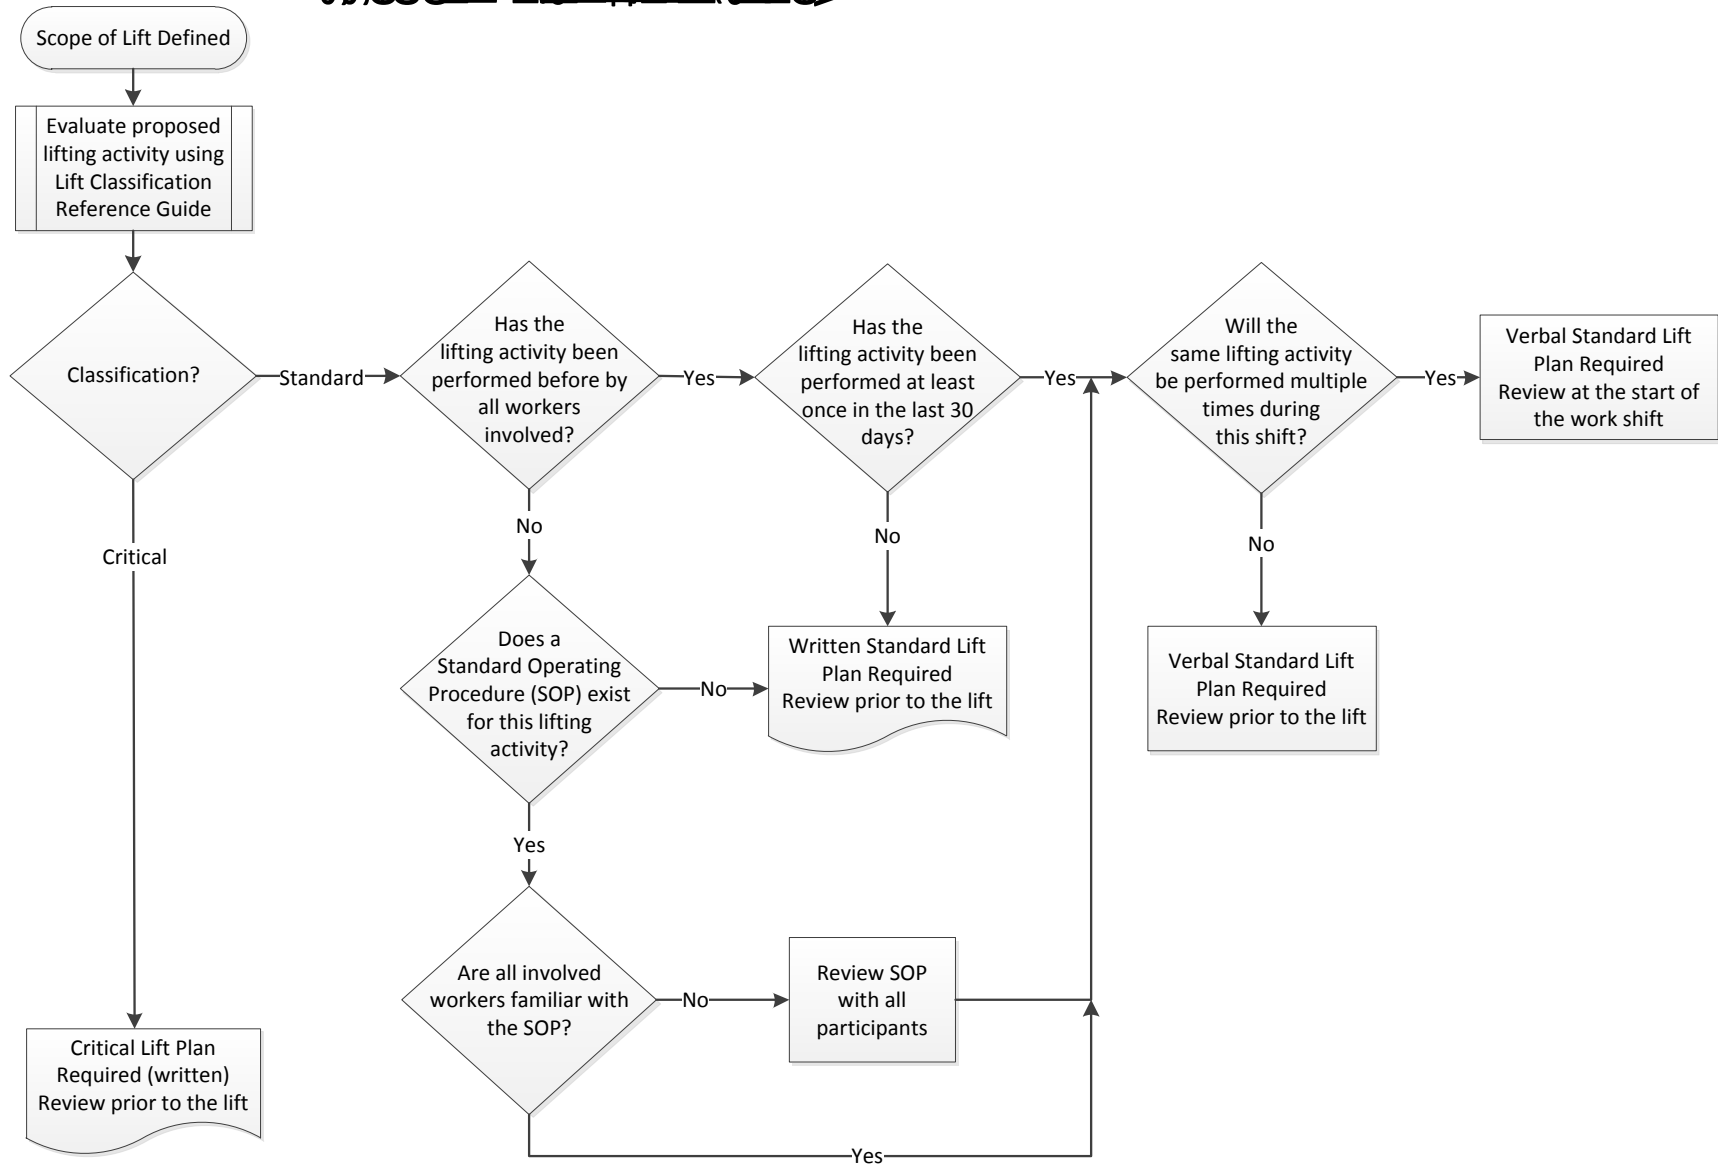 Scope of Lift Defined
Evaluate proposed
lifting activity using
Lift Classification
Reference Guide
Classification?
Standard
Has the
lifting activity been
performed before by
all workers
involved?
Yes
Has the
lifting activity been
performed at least
once in the last 30
days?
Yes
Will the
same lifting activity
be performed multiple
times during
this shift?
Yes
Verbal Standard Lift
Plan Required
Review at the start of
the work shift
Critical
No
No
No
Does a
Standard Operating
Procedure (SOP) exist
for this lifting
activity?
No
Written Standard Lift
Plan Required
Review prior to the lift
Verbal Standard Lift
Plan Required
Review prior to the lift
Yes
Are all involved
workers familiar with
the SOP?
No
Review SOP
with all
participants
Critical Lift Plan
Required (written)
Review prior to the lift
Yes